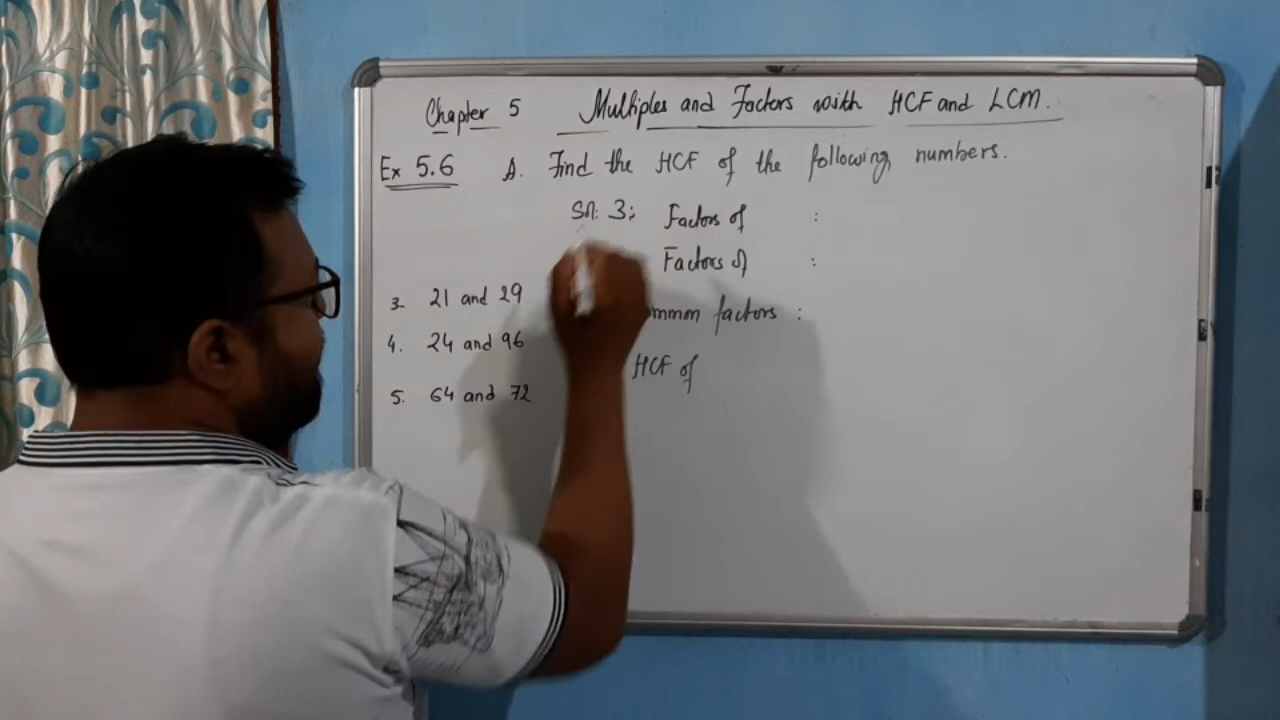 Chapter 5 Multiples and Factors with HCF and LCM.
Ex 5.6 A. Find the HCF of the following numbers.
Sn: 3: Factors of :
Factors of :
3. 21 and 29
mmon factors :
4. 24 and 96
HCF of
5. 64 and 72